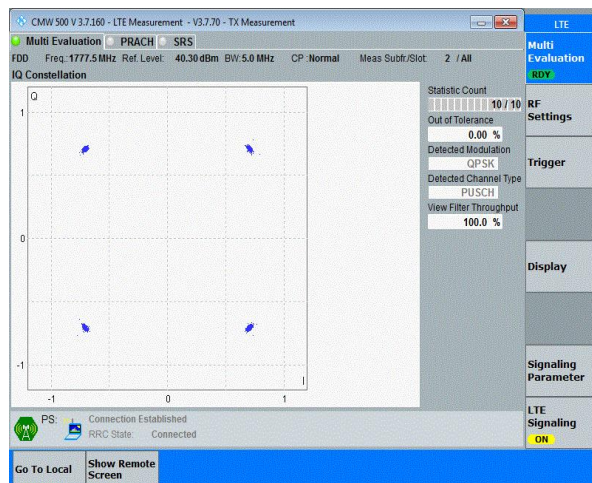 CMW 500 V 3.7.160 - LTE Measurement - V3.7.70 - TX Measurement
LTE
Multi Evaluation PRACH SRS
FDD Freq.:1777.5 MHz Ref. Level: 40.30 dBm BW:5.0 MHz CP :Normal Meas Subfr./Slot: 2 / All
IQ Constellation
Q
1
0
-1
-1 0 1
I
Statistic Count
10 / 10
Out of Tolerance
0.00 %
Detected Modulation
QPSK
Detected Channel Type
PUSCH
View Filter Throughput
100.0 %
Multi
Evaluation
RDY
RF
Settings
Trigger
Display
Signaling
Parameter
LTE
Signaling
ON
PS: Connection Established
RRC State: Connected
Go To Local
Show Remote
Screen